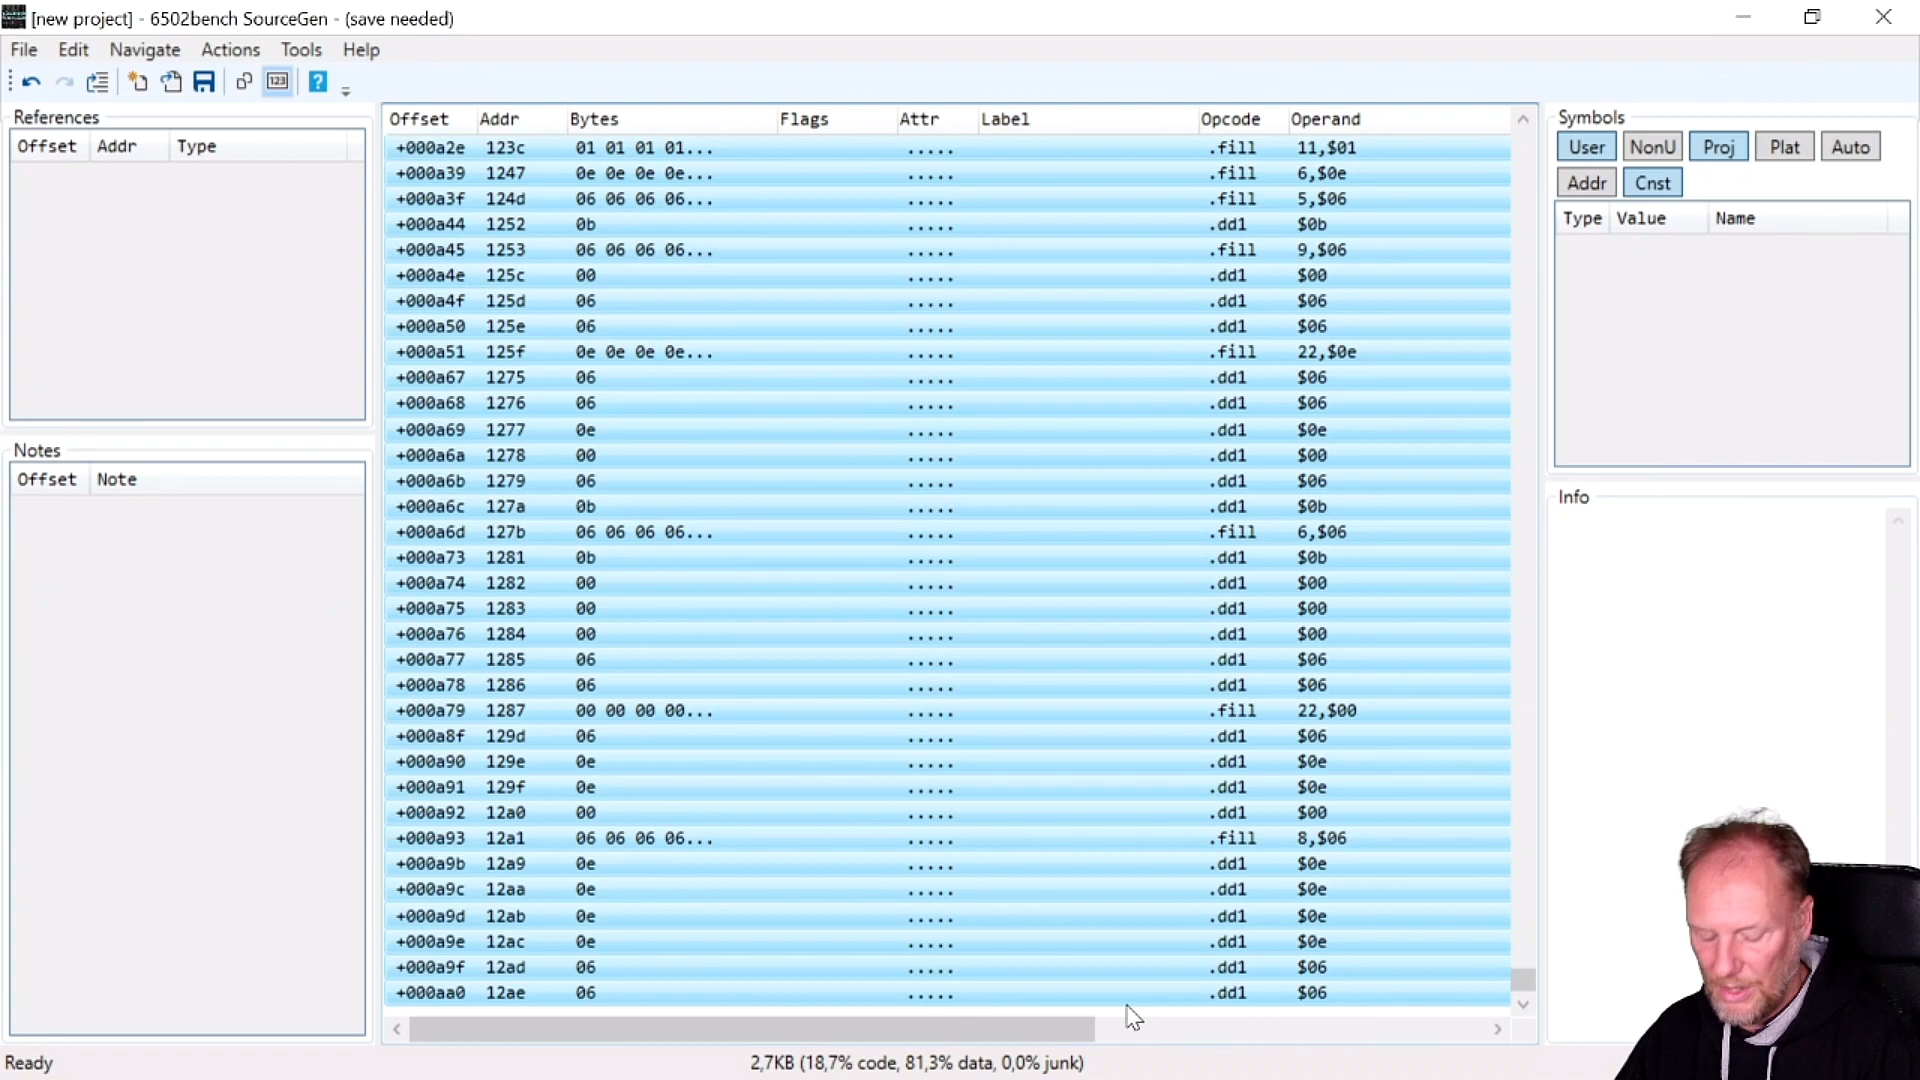 [new project] - 6502bench SourceGen - (save needed)
File Edit Navigate Actions Tools Help
123 ?
References
Offset Addr Type
Notes
Offset Note
Offset Addr Bytes Flags Attr Label Opcode Operand
+000a2e 123c 01 01 01 01... ..... .fill 11,$01
+000a39 1247 0e 0e 0e 0e... ..... .fill 6,$0e
+000a3f 124d 06 06 06 06... ..... .fill 5,$06
+000a44 1252 0b ..... .dd1 $0b
+000a45 1253 06 06 06 06... ..... .fill 9,$06
+000a4e 125c 00 ..... .dd1 $00
+000a4f 125d 06 ..... .dd1 $06
+000a50 125e 06 ..... .dd1 $06
+000a51 125f 0e 0e 0e 0e... ..... .fill 22,$0e
+000a67 1275 06 ..... .dd1 $06
+000a68 1276 06 ..... .dd1 $06
+000a69 1277 0e ..... .dd1 $0e
+000a6a 1278 00 ..... .dd1 $00
+000a6b 1279 06 ..... .dd1 $06
+000a6c 127a 0b ..... .dd1 $0b
+000a6d 127b 06 06 06 06... ..... .fill 6,$06
+000a73 1281 0b ..... .dd1 $0b
+000a74 1282 00 ..... .dd1 $00
+000a75 1283 00 ..... .dd1 $00
+000a76 1284 00 ..... .dd1 $00
+000a77 1285 06 ..... .dd1 $06
+000a78 1286 06 ..... .dd1 $06
+000a79 1287 00 00 00 00... ..... .fill 22,$00
+000a8f 129d 06 ..... .dd1 $06
+000a90 129e 0e ..... .dd1 $0e
+000a91 129f 0e ..... .dd1 $0e
+000a92 12a0 00 ..... .dd1 $00
+000a93 12a1 06 06 06 06... ..... .fill 8,$06
+000a9b 12a9 0e ..... .dd1 $0e
+000a9c 12aa 0e ..... .dd1 $0e
+000a9d 12ab 0e ..... .dd1 $0e
+000a9e 12ac 0e ..... .dd1 $0e
+000a9f 12ad 06 ..... .dd1 $06
+000aa0 12ae 06 ..... .dd1 $06
Symbols
User NonU Proj Plat Auto
Addr Cnst
Type Value Name
Info
Ready
2,7KB (18,7% code, 81,3% data, 0,0% junk)